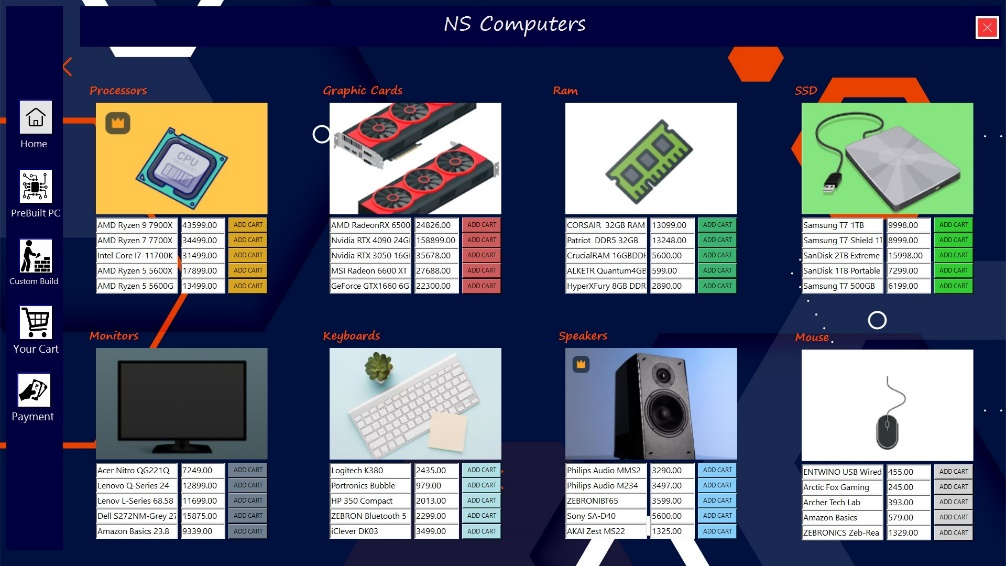 NS Computers
Home
PreBuilt PC
Custom Build
Your Cart
Payment
Processors
CPU
AMD Ryzen 9 7900X 43599.00 ADD CART
AMD Ryzen 7 7700X 34499.00 ADD CART
Intel Core I7 11700K 31499.00 ADD CART
AMD Ryzen 5 5600X 17899.00 ADD CART
AMD Ryzen 5 5600G 13499.00 ADD CART
Graphic Cards
AMD RadeonRX 6500 24826.00 ADD CART
Nvidia RTX 4090 24G 158899.00 ADD CART
Nvidia RTX 3050 16G 35678.00 ADD CART
MSI Radeon 6600 XT 27688.00 ADD CART
GeForce GTX1660 6G 22300.00 ADD CART
Ram
CORSAIR 32GB RAM 13099.00 ADD CART
Patriot DDR5 32GB 13248.00 ADD CART
CrucialRAM 16GBDDF 5600.00 ADD CART
ALKETR Quantum4GB 599.00 ADD CART
HyperXFury 8GB DDR 2890.00 ADD CART
SSD
Samsung T7 1TB 9998.00 ADD CART
Samsung T7 Shield 1T 8999.00 ADD CART
SanDisk 2TB Extreme 15998.00 ADD CART
SanDisk 1TB Portable 7299.00 ADD CART
Samsung T7 500GB 6199.00 ADD CART
Monitors
Acer Nitro QG221Q 7249.00 ADD CART
Lenovo Q-Series 24 12899.00 ADD CART
Lenov L-Series 68.58 11699.00 ADD CART
Dell S272NM-Grey 27 15875.00 ADD CART
Amazon Basics 23.8 9339.00 ADD CART
Keyboards
Logitech K380 2435.00 ADD CART
Portronics Bubble 979.00 ADD CART
HP 350 Compact 2013.00 ADD CART
ZEBRON Bluetooth 5 2299.00 ADD CART
iClever DK03 3499.00 ADD CART
Speakers
Philips Audio MMS2 3290.00 ADD CART
Philips Audio M234 3497.00 ADD CART
ZEBRONIBT65 3599.00 ADD CART
Sony SA-D40 5600.00 ADD CART
AKAI Zest MS22 1325.00 ADD CART
Mouse
ENTWINO USB Wired 455.00 ADD CART
Arctic Fox Gaming 245.00 ADD CART
Archer Tech Lab 393.00 ADD CART
Amazon Basics 579.00 ADD CART
ZEBRONICS Zeb-Rea 1329.00 ADD CART